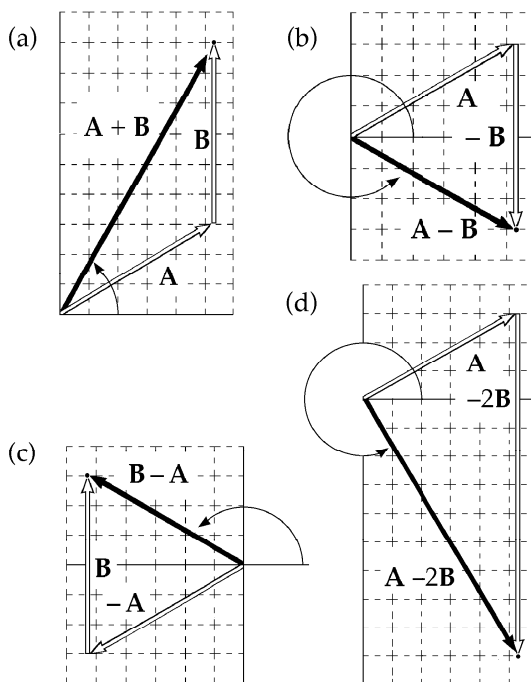 (a)
A + B
B
A
(b)
A
– B
A – B
(c)
B – A
B
– A
(d)
A
–2B
A –2B